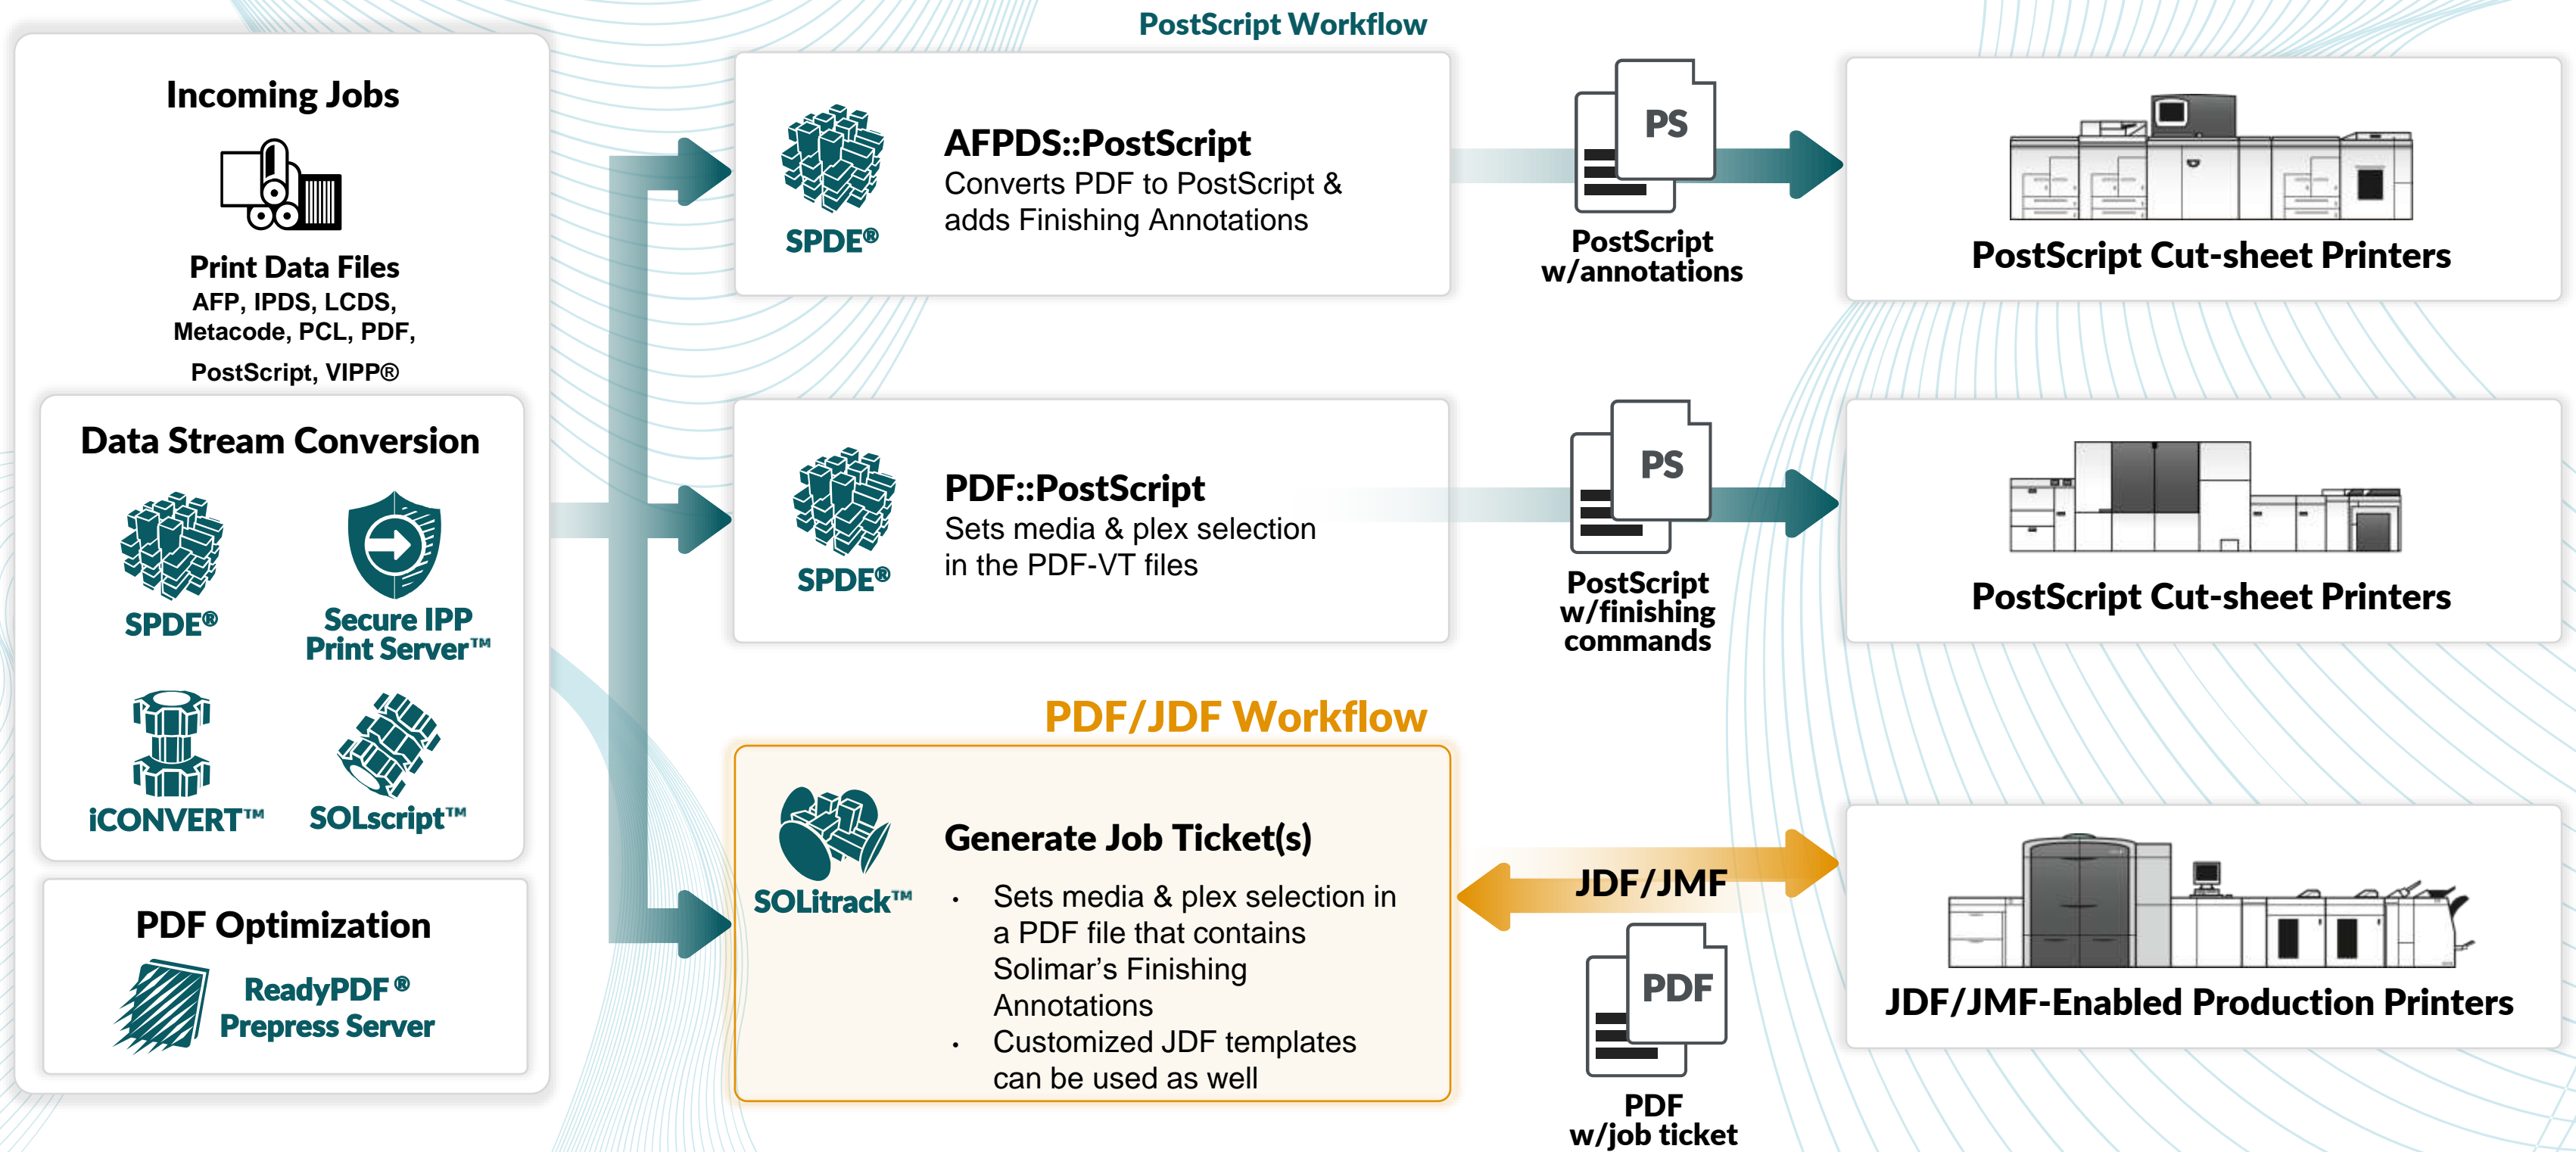 PostScript Workflow
Incoming Jobs
Print Data Files
AFP, IPDS, LCDS,
Metacode, PCL, PDF,
PostScript, VIPP®
Data Stream Conversion
SPDE®
Secure IPP
Print Server™
iCONVERT™
SOLscript™
PDF Optimization
ReadyPDF®
Prepress Server
SPDE®
AFPDS::PostScript
Converts PDF to PostScript &
adds Finishing Annotations
PS
PostScript
w/annotations
PostScript Cut-sheet Printers
SPDE®
PDF::PostScript
Sets media & plex selection
in the PDF-VT files
PS
PostScript
w/finishing
commands
PostScript Cut-sheet Printers
PDF/JDF Workflow
SOLitrack™
Generate Job Ticket(s)
• Sets media & plex selection in
a PDF file that contains
Solimar's Finishing
Annotations
• Customized JDF templates
can be used as well
JDF/JMF
PDF
PDF
w/job ticket
JDF/JMF-Enabled Production Printers